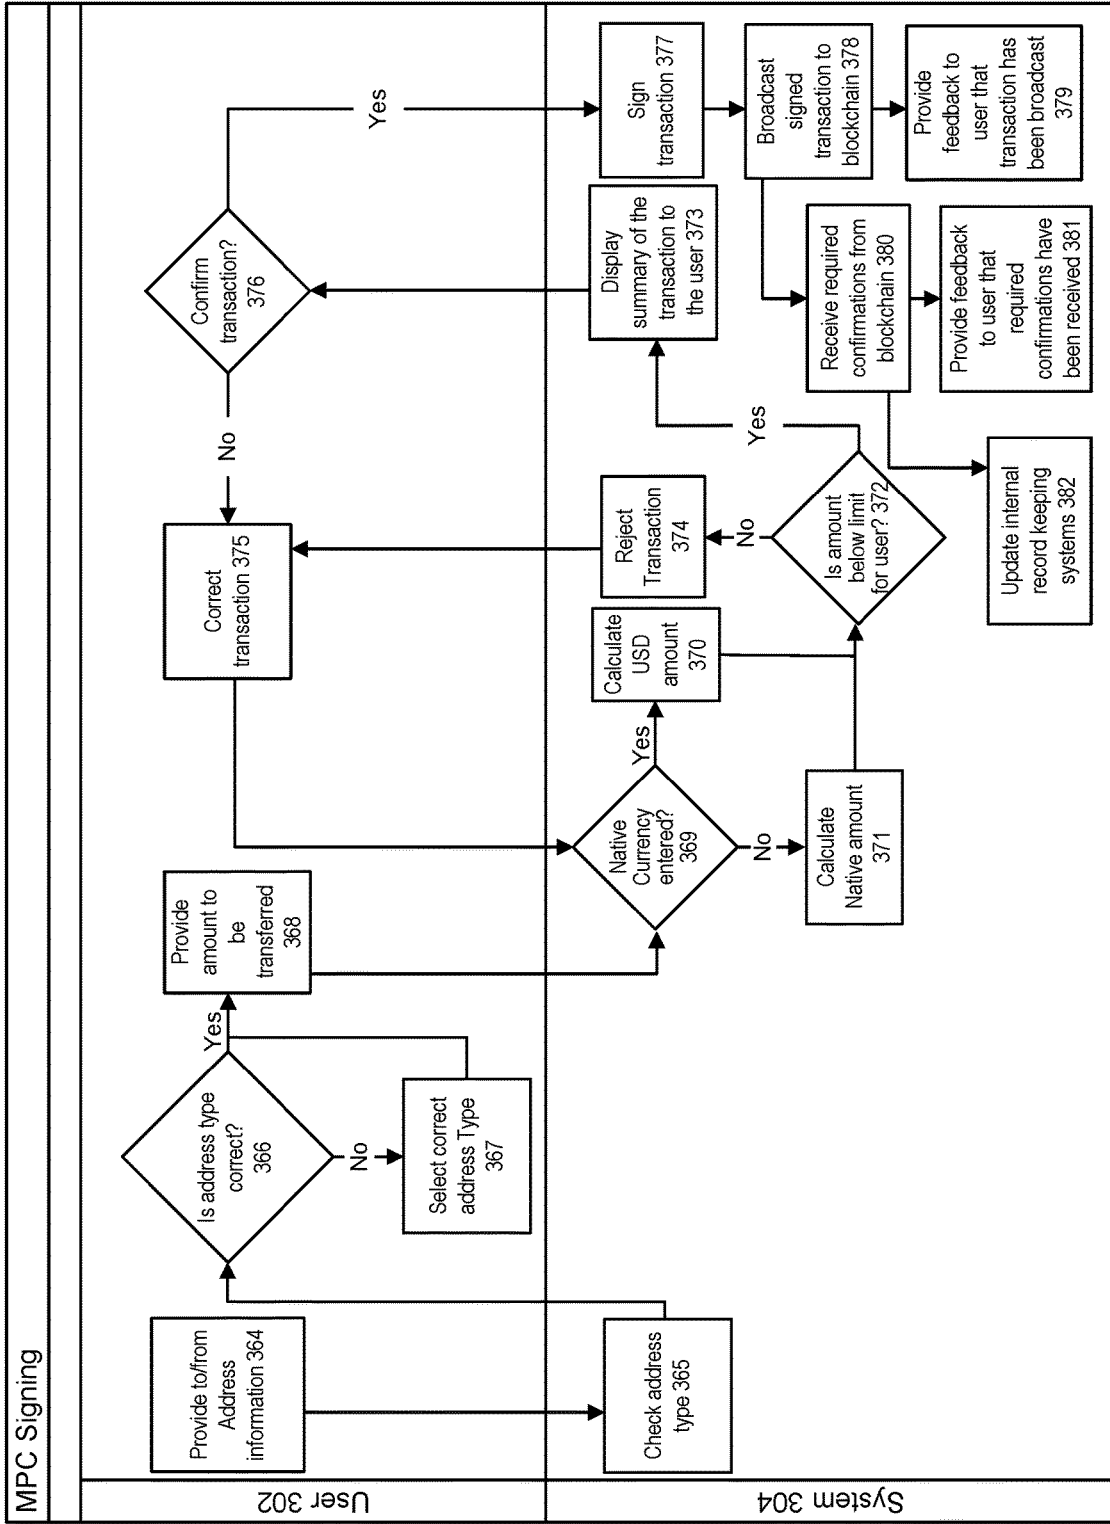 MPC Signing
User 302
System 304
Provide to/from
Address
information 364
Check address
type 365
Is address type
correct?
366
No
Yes
Select correct
address Type
367
Provide
amount to
be
transferred
368
Native
Currency
entered?
369
Yes
No
Calculate
USD
amount
370
Calculate
Native amount
371
Is amount
below limit
for user? 372
No
Yes
Reject
Transaction
374
Correct
transaction 375
Display
summary of the
transaction to
the user 373
Confirm
transaction?
376
No
Yes
Sign
transaction 377
Broadcast
signed
transaction to
blockchain 378
Provide
feedback to
user that
transaction has
been broadcast
379
Receive required
confirmations from
blockchain 380
Provide feedback
to user that
required
confirmations have
been received 381
Update internal
record keeping
systems 382